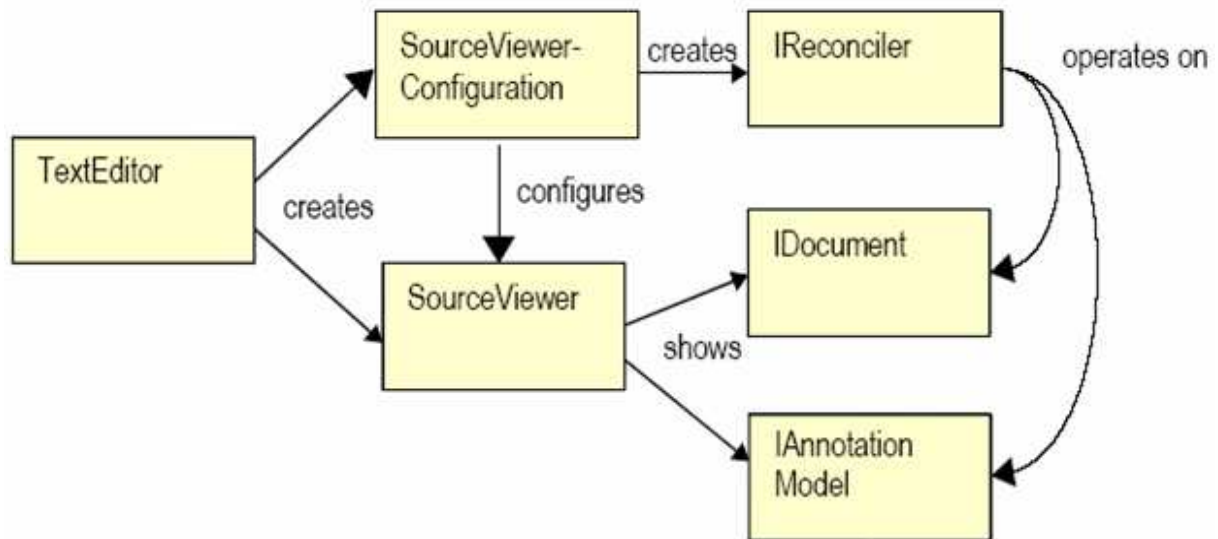 SourceViewer-
Configuration
creates
IReconciler
operates on
TextEditor
creates
configures
IDocument
SourceViewer
shows
IAnnotation
Model